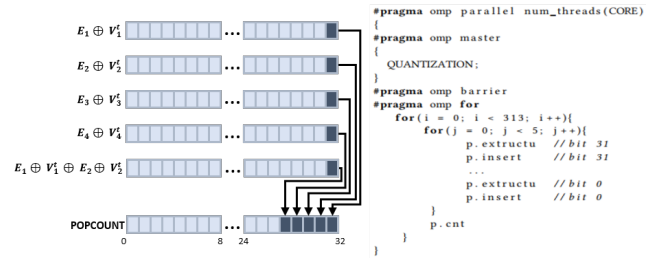 E₁ ⊕ V₁ᵗ
E₂ ⊕ V₂ᵗ
E₃ ⊕ V₃ᵗ
E₄ ⊕ V₄ᵗ
E₁ ⊕ V₁ᵗ ⊕ E₂ ⊕ V₂ᵗ
POPCOUNT
0 8 24 32
#pragma omp parallel num_threads(CORE)
{
#pragma omp master
{
QUANTIZATION;
}
#pragma omp barrier
#pragma omp for
for(i = 0; i < 313; i++){
for(j = 0; j < 5; j++){
p.extructu //bit 31
p.insert //bit 31
...
p.extructu //bit 0
p.insert //bit 0
}
p.cnt
}
}